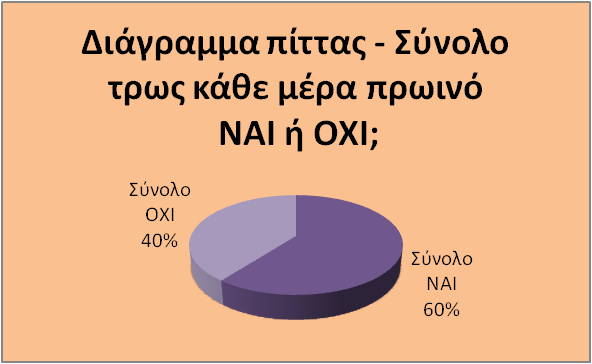 Διάγραμμα πίττας - Σύνολο
τρως κάθε μέρα πρωινό
ΝΑΙ ή ΟΧΙ;
Σύνολο
ΟΧΙ
40%
Σύνολο
ΝΑΙ
60%